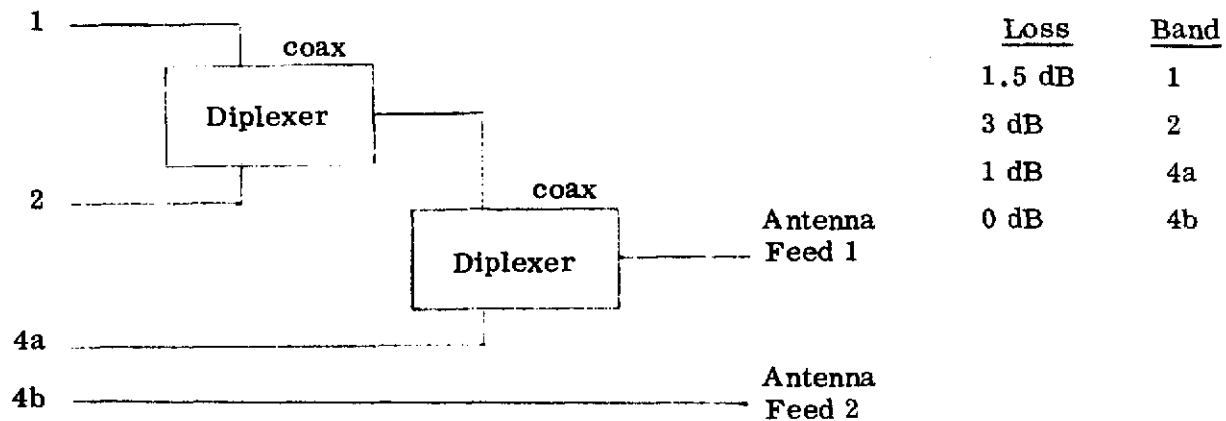 1
coax
Diplexer
2
coax
Diplexer
Antenna
Feed 1
4a
4b
Antenna
Feed 2
Loss Band
1.5 dB 1
3 dB 2
1 dB 4a
0 dB 4b